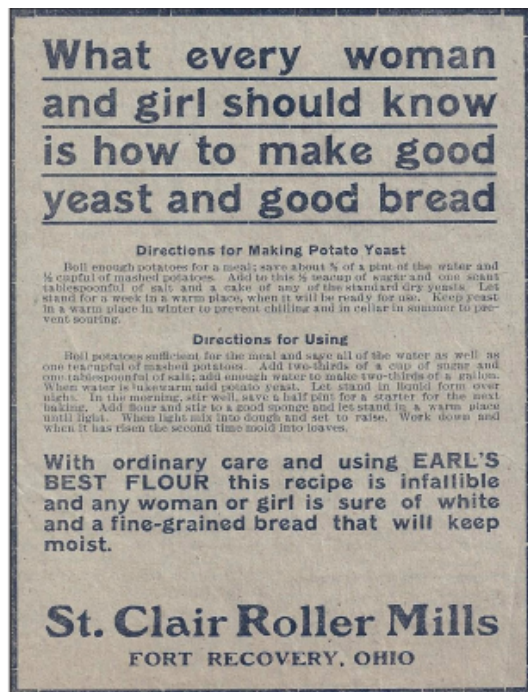 What every woman
and girl should know
is how to make good
yeast and good bread
Directions for Making Potato Yeast
Boil enough potatoes for a meal; save about ¾ of a pint of the water and
½ cupful of mashed potatoes. Add to this ½ teacup of sugar and one scant
tablespoonful of salt and a cake of any of the standard dry yeasts. Let
stand for a week in a warm place, when it will be ready for use. Keep yeast
in a warm place in winter to prevent chilling and in cellar in summer to pre-
vent souring.
Directions for Using
Boil potatoes sufficient for the meal and save all of the water as well as
one teacupful of mashed potatoes. Add two-thirds of a cup of sugar and
one tablespoonful of salt; add enough water to make two-thirds of a gallon.
When water is lukewarm add potato yeast. Let stand in liquid form over
night. In the morning, stir well, save a half pint for a starter for the next
baking. Add flour and stir to a good sponge and let stand in a warm place
until light. When light mix into dough and set to raise. Work down and
when it has risen the second time mold into loaves.
With ordinary care and using EARL'S
BEST FLOUR this recipe is infallible
and any woman or girl is sure of white
and a fine-grained bread that will keep
moist.
St. Clair Roller Mills
FORT RECOVERY, OHIO